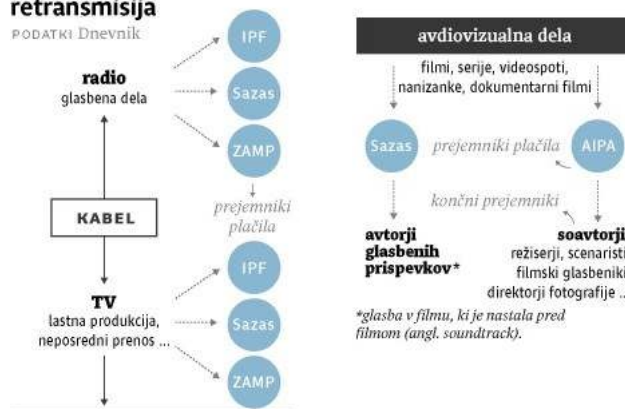 retransmisija
PODATKI Dnevnik
radio
glasbena dela
IPF
Sazas
ZAMP
prejemniki
plačila
KABEL
TV
lastna produkcija,
neposredni prenos ...
IPF
Sazas
ZAMP
avdiovizualna dela
filmi, serije, videospoti,
nanizanke, dokumentarni filmi
Sazas
prejemniki plačila
AIPA
končni prejemniki
avtorji
glasbenih
prispevkov*
soavtorji
režiserji, scenaristi
filmski glasbeniki
direktorji fotografije ..
*glasba v filmu, ki je nastala pred
filmom (angl. soundtrack).